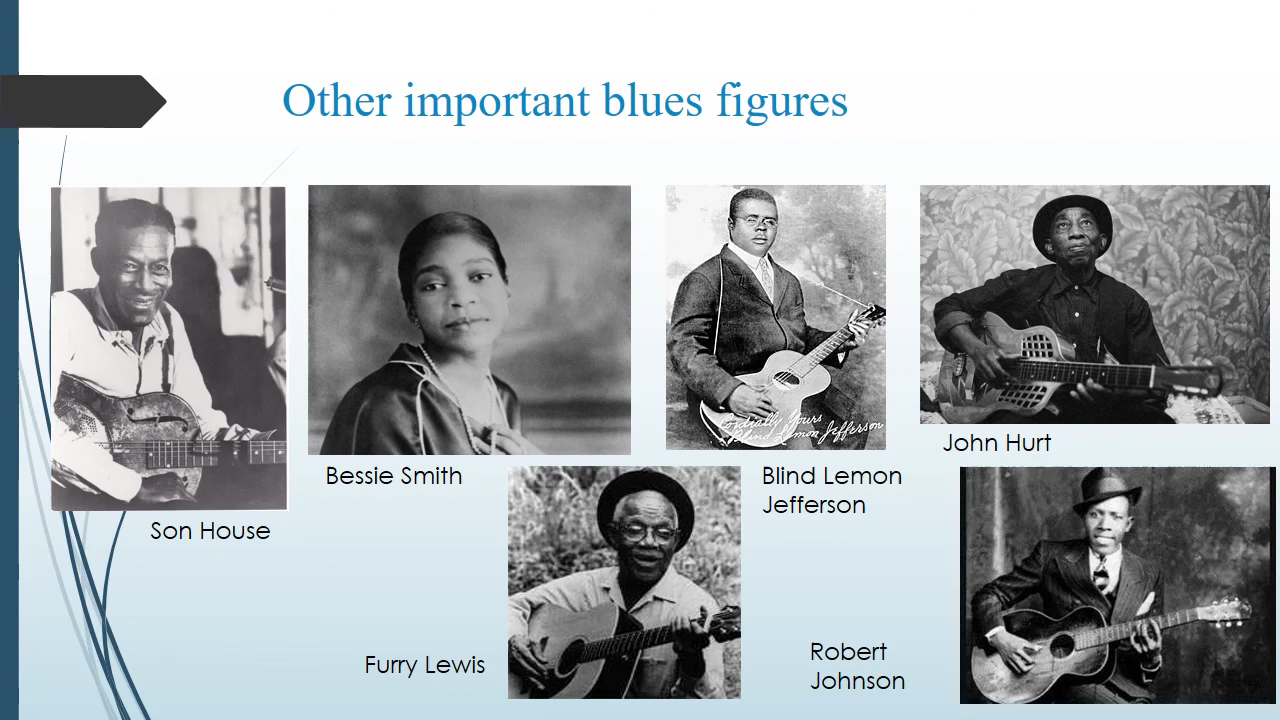 Other important blues figures
Cordially Yours
Blind Lemon Jefferson
John Hurt
Bessie Smith
Blind Lemon
Jefferson
Son House
Furry Lewis
Robert
Johnson